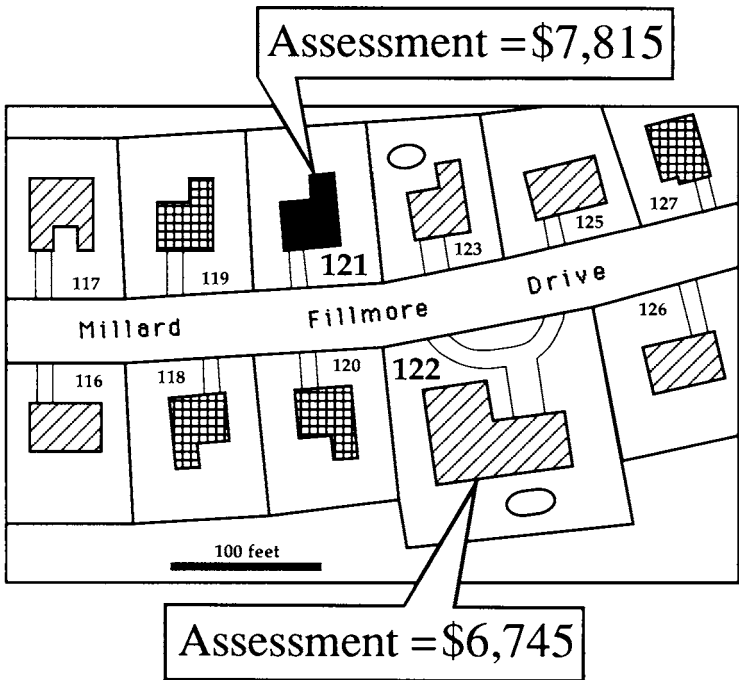 Assessment = $7,815
117
119
121
123
125
127
Millard Fillmore Drive
116
118
120
122
126
100 feet
Assessment = $6,745